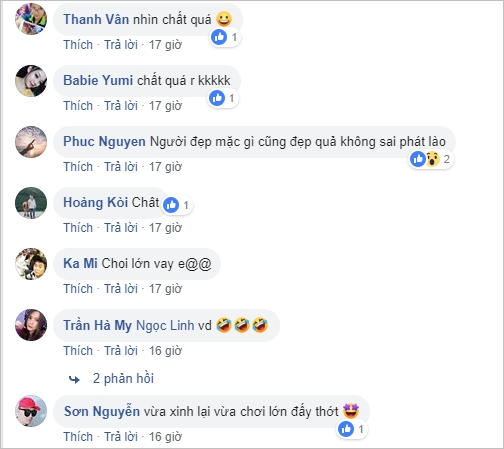 Thanh Vân nhìn chất quá 😀
1
Thích · Trả lời · 17 giờ
Babie Yumi chất quá r kkkkk
1
Thích · Trả lời · 17 giờ
Phuc Nguyen Người đẹp mặc gì cũng đẹp quả không sai phát lào
2
Thích · Trả lời · 17 giờ
Hoảng Kòi Chât
1
Thích · Trả lời · 17 giờ
Ka Mi Choi lớn vay e@@
Thích · Trả lời · 17 giờ
Trần Hà My Ngọc Linh vd 🤣🤣🤣
Thích · Trả lời · 16 giờ
2 phản hồi
Sơn Nguyễn vừa xinh lại vừa chơi lớn đấy thớt 🤩
1
Thích · Trả lời · 16 giờ